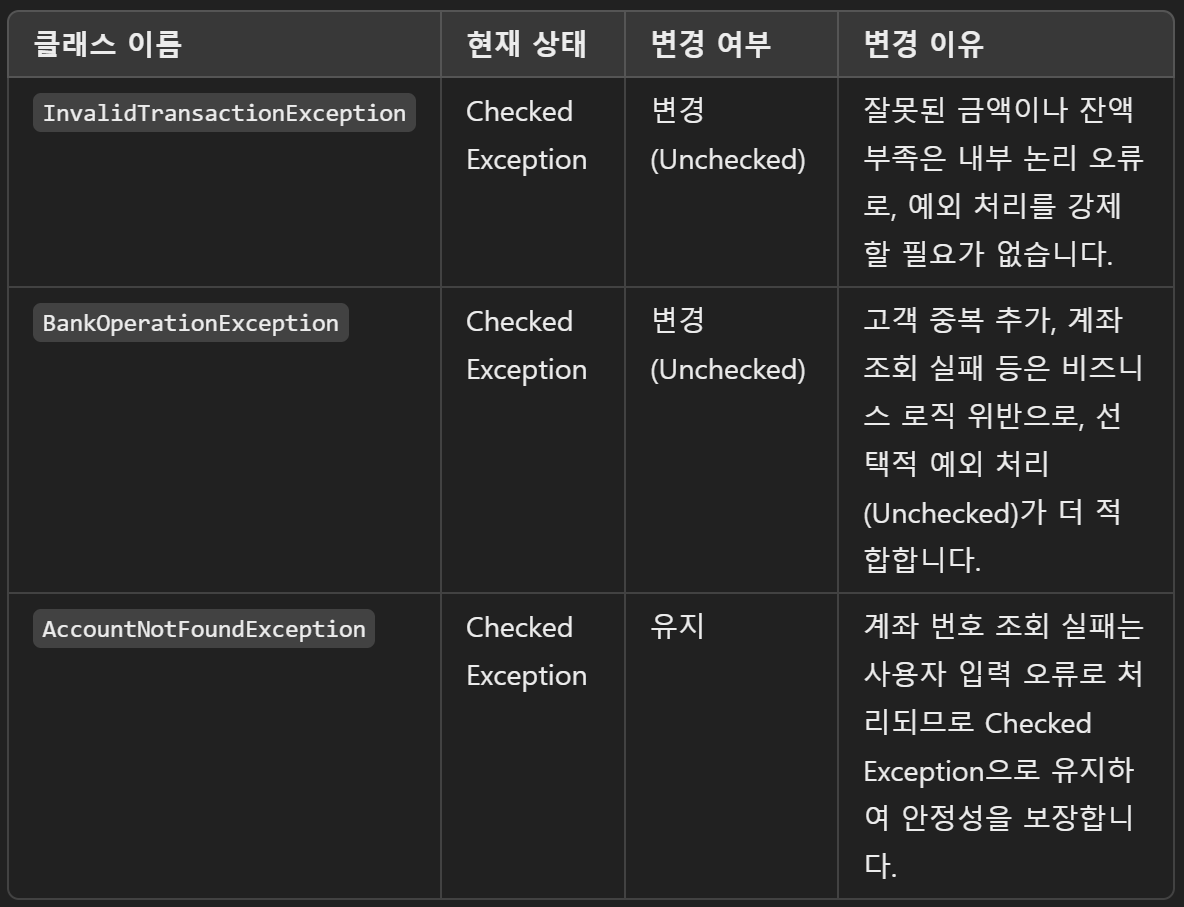 클래스 이름 현재 상태 변경 여부 변경 이유
InvalidTransactionException
Checked
Exception
변경
(Unchecked)
잘못된 금액이나 잔액
부족은 내부 논리 오류
로, 예외 처리를 강제
할 필요가 없습니다.
BankOperationException
Checked
Exception
변경
(Unchecked)
고객 중복 추가, 계좌
조회 실패 등은 비즈니
스 로직 위반으로, 선
택적 예외 처리
(Unchecked)가 더 적
합합니다.
AccountNotFoundException
Checked
Exception
유지
계좌 번호 조회 실패는
사용자 입력 오류로 처
리되므로 Checked
Exception으로 유지하
여 안정성을 보장합니
다.